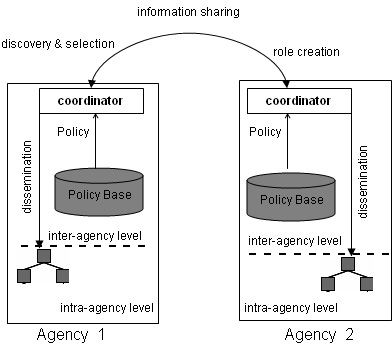 information sharing
discovery & selection
role creation
coordinator
coordinator
Policy
Policy
dissemination
dissemination
Policy Base
Policy Base
inter-agency level
inter-agency level
intra-agency level
intra-agency level
Agency 1
Agency 2